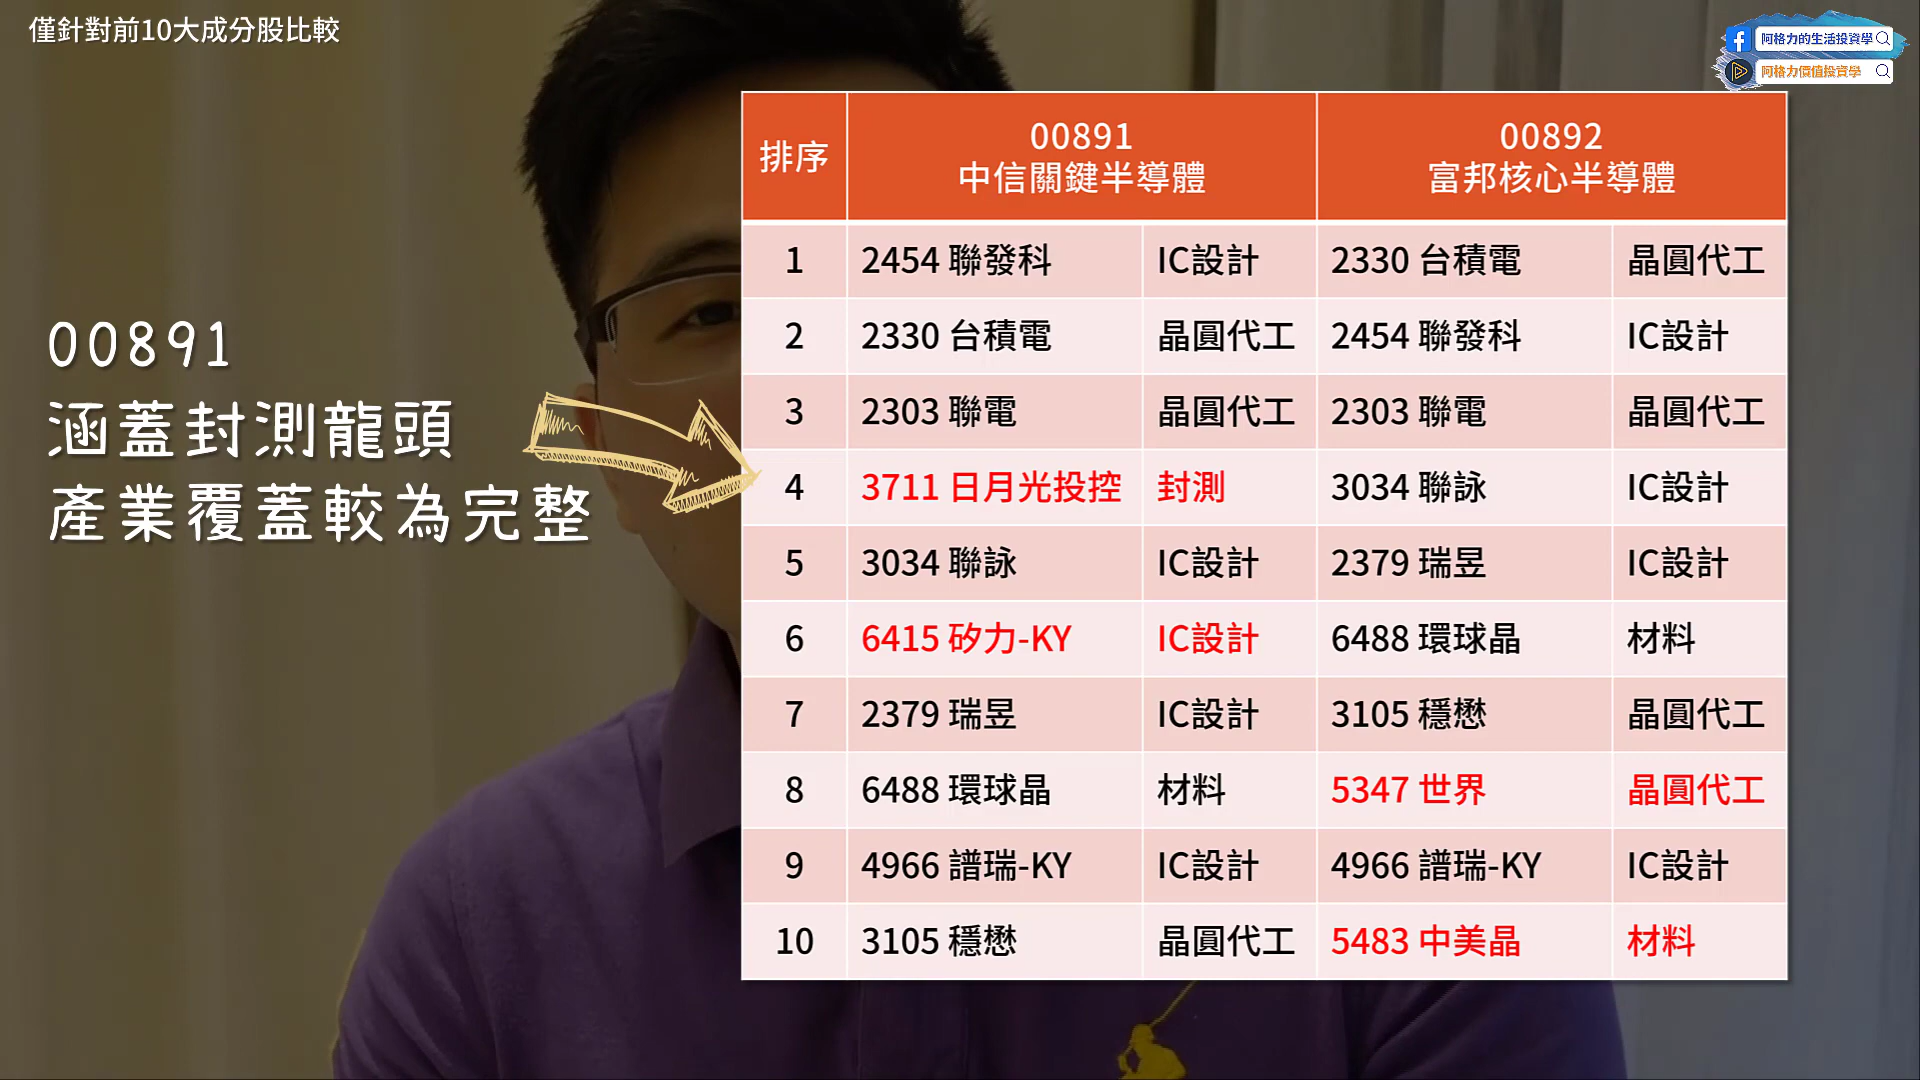 僅針對前10大成分股比較
阿格力的生活投資學
阿格力價值投資學
00891
涵蓋封測龍頭
產業覆蓋較為完整
排序 00891 中信關鍵半導體 00892 富邦核心半導體
1 2454 聯發科 IC設計 2330 台積電 晶圓代工
2 2330 台積電 晶圓代工 2454 聯發科 IC設計
3 2303 聯電 晶圓代工 2303 聯電 晶圓代工
4 3711 日月光投控 封測 3034 聯詠 IC設計
5 3034 聯詠 IC設計 2379 瑞昱 IC設計
6 6415 矽力-KY IC設計 6488 環球晶 材料
7 2379 瑞昱 IC設計 3105 穩懋 晶圓代工
8 6488 環球晶 材料 5347 世界 晶圓代工
9 4966 譜瑞-KY IC設計 4966 譜瑞-KY IC設計
10 3105 穩懋 晶圓代工 5483 中美晶 材料